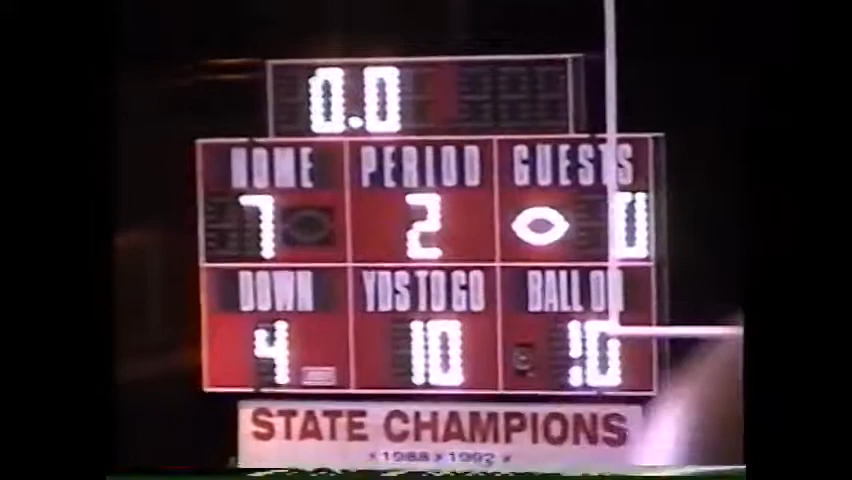 0.0
HOME PERIOD GUESTS
7 2 0
DOWN YDS TO GO BALL ON
4 10 10
STATE CHAMPIONS
★1988★1992★